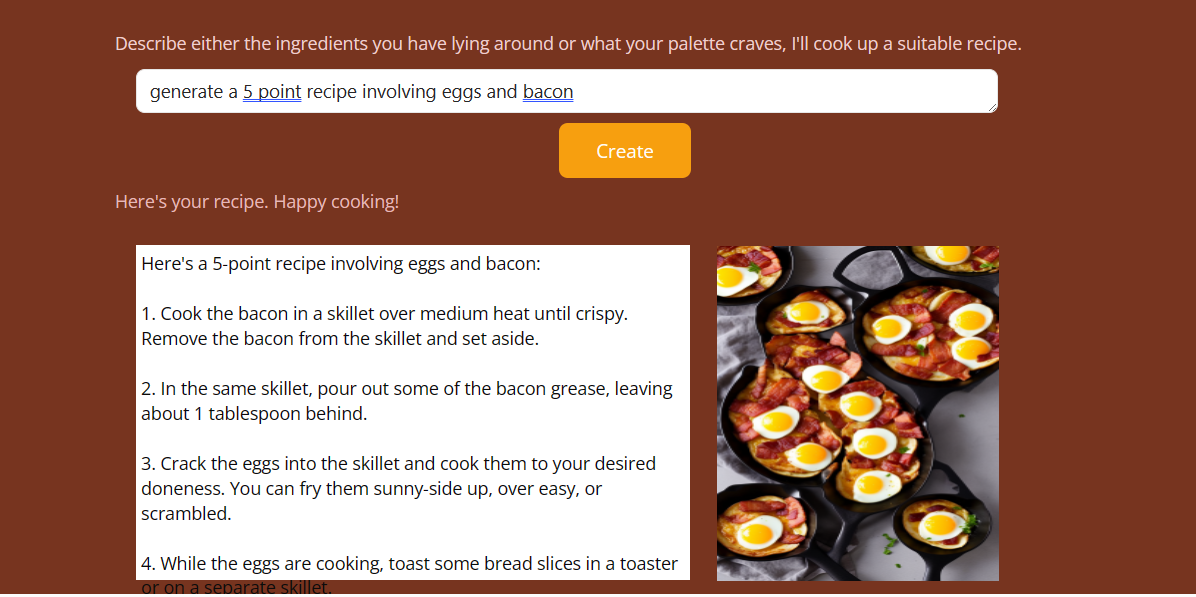 Describe either the ingredients you have lying around or what your palette craves, I'll cook up a suitable recipe.
generate a 5 point recipe involving eggs and bacon
Create
Here's your recipe. Happy cooking!
Here's a 5-point recipe involving eggs and bacon:
1. Cook the bacon in a skillet over medium heat until crispy.
Remove the bacon from the skillet and set aside.
2. In the same skillet, pour out some of the bacon grease, leaving
about 1 tablespoon behind.
3. Crack the eggs into the skillet and cook them to your desired
doneness. You can fry them sunny-side up, over easy, or
scrambled.
4. While the eggs are cooking, toast some bread slices in a toaster
or on a separate skillet.